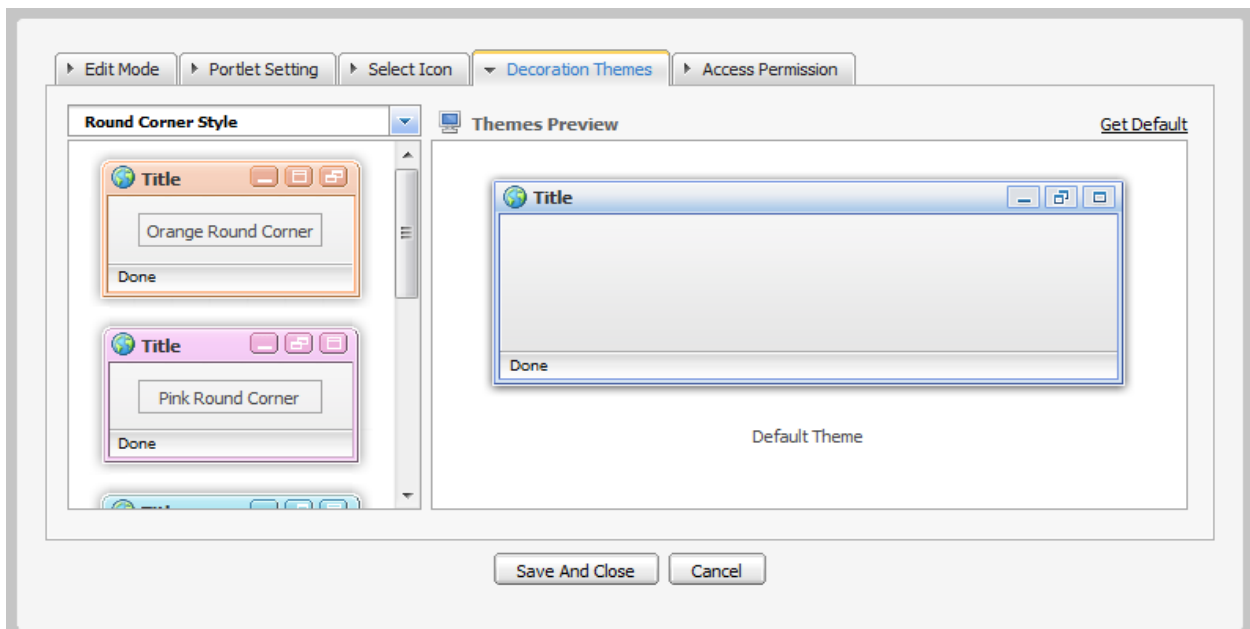 Edit Mode
Portlet Setting
Select Icon
Decoration Themes
Access Permission
Round Corner Style
Themes Preview
Get Default
Title
Orange Round Corner
Done
Title
Pink Round Corner
Done
Title
Done
Default Theme
Save And Close
Cancel